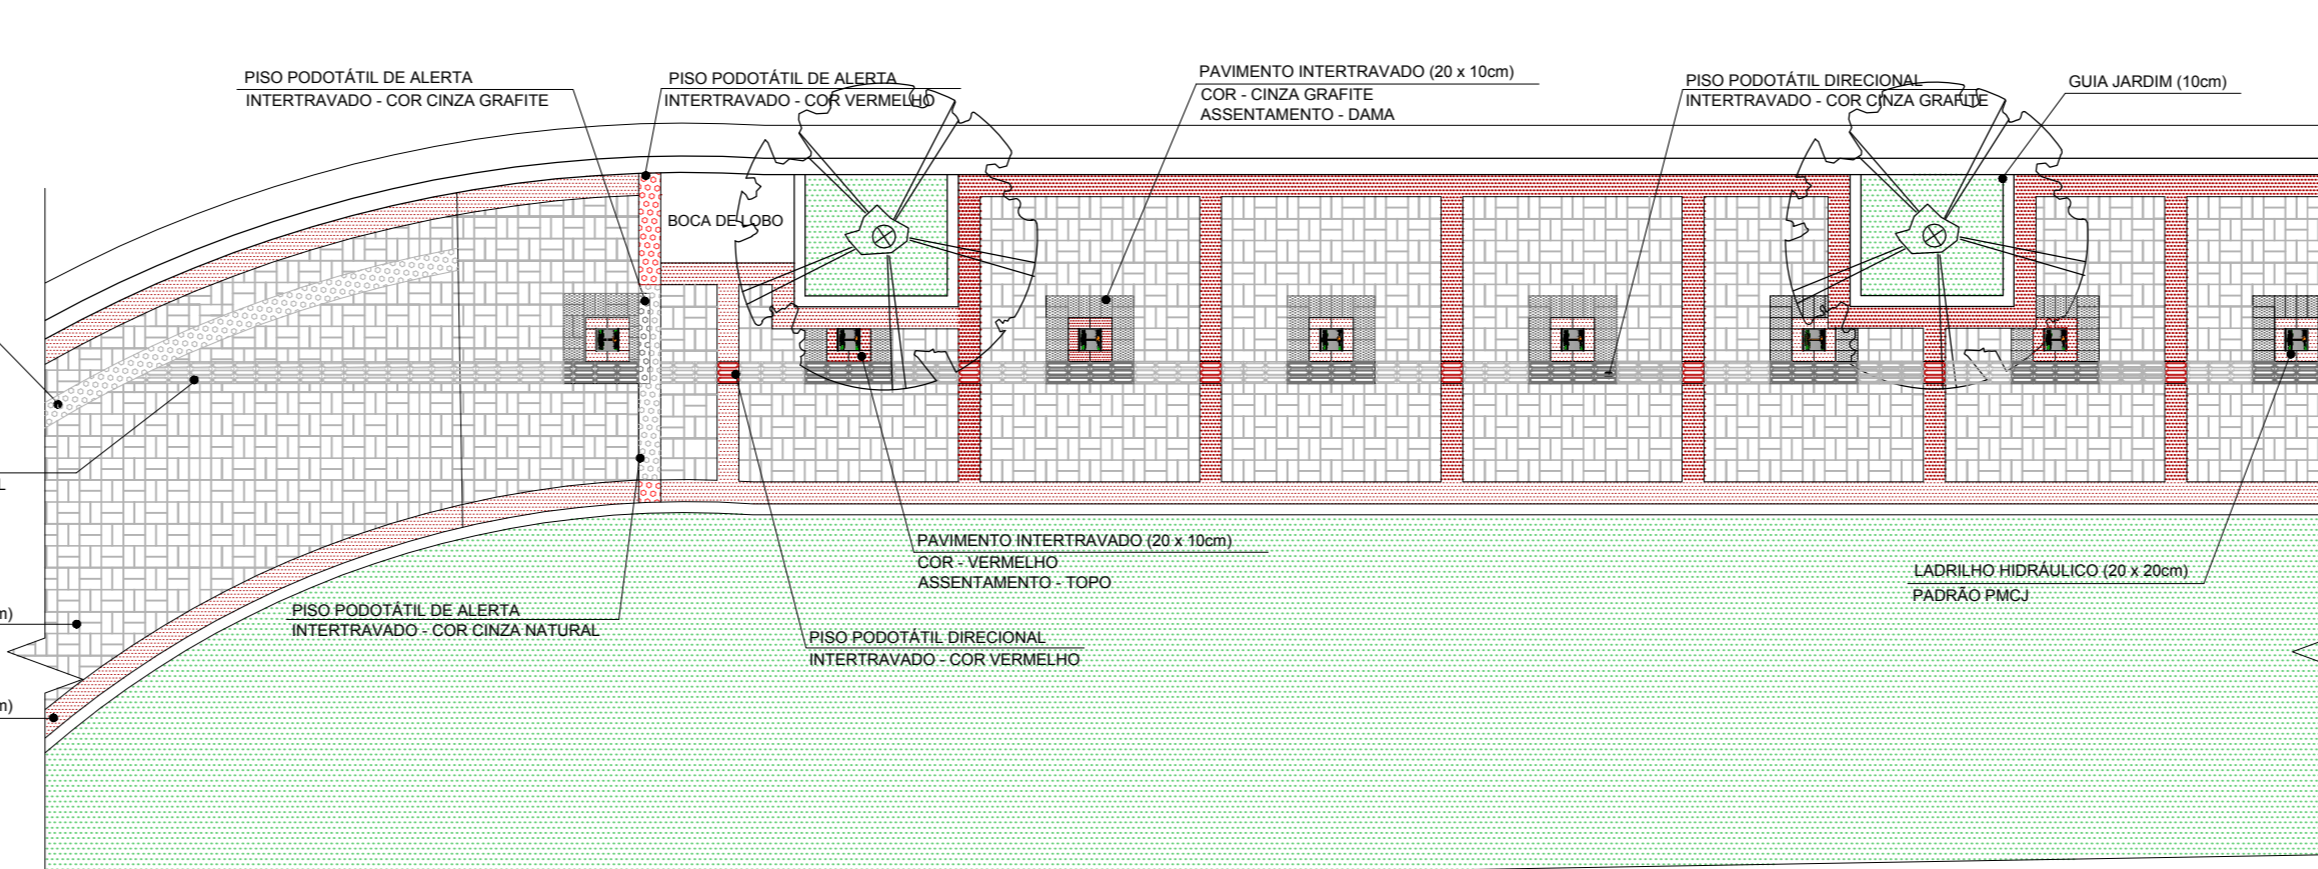 PISO PODOTÁTIL DE ALERTA
INTERTRAVADO - COR CINZA GRAFITE
PISO PODOTÁTIL DE ALERTA
INTERTRAVADO - COR VERMELHO
PAVIMENTO INTERTRAVADO (20 x 10cm)
COR - CINZA GRAFITE
ASSENTAMENTO - DAMA
PISO PODOTÁTIL DIRECIONAL
INTERTRAVADO - COR CINZA GRAFITE
GUIA JARDIM (10cm)
BOCA DE LOBO
PAVIMENTO INTERTRAVADO (20 x 10cm)
COR - VERMELHO
ASSENTAMENTO - TOPO
LADRILHO HIDRÁULICO (20 x 20cm)
PADRÃO PMCJ
PISO PODOTÁTIL DE ALERTA
INTERTRAVADO - COR CINZA NATURAL
PISO PODOTÁTIL DIRECIONAL
INTERTRAVADO - COR VERMELHO